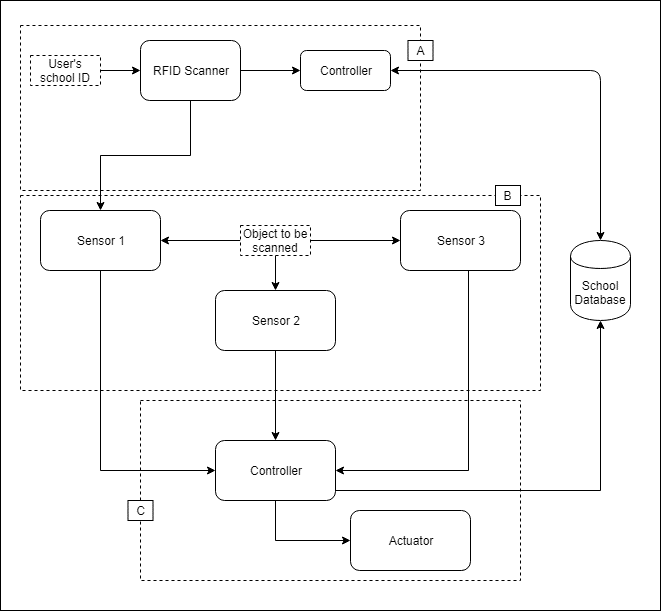 User's
school ID
RFID Scanner
Controller
A
B
Sensor 1
Object to be
scanned
Sensor 3
School
Database
Sensor 2
Controller
C
Actuator